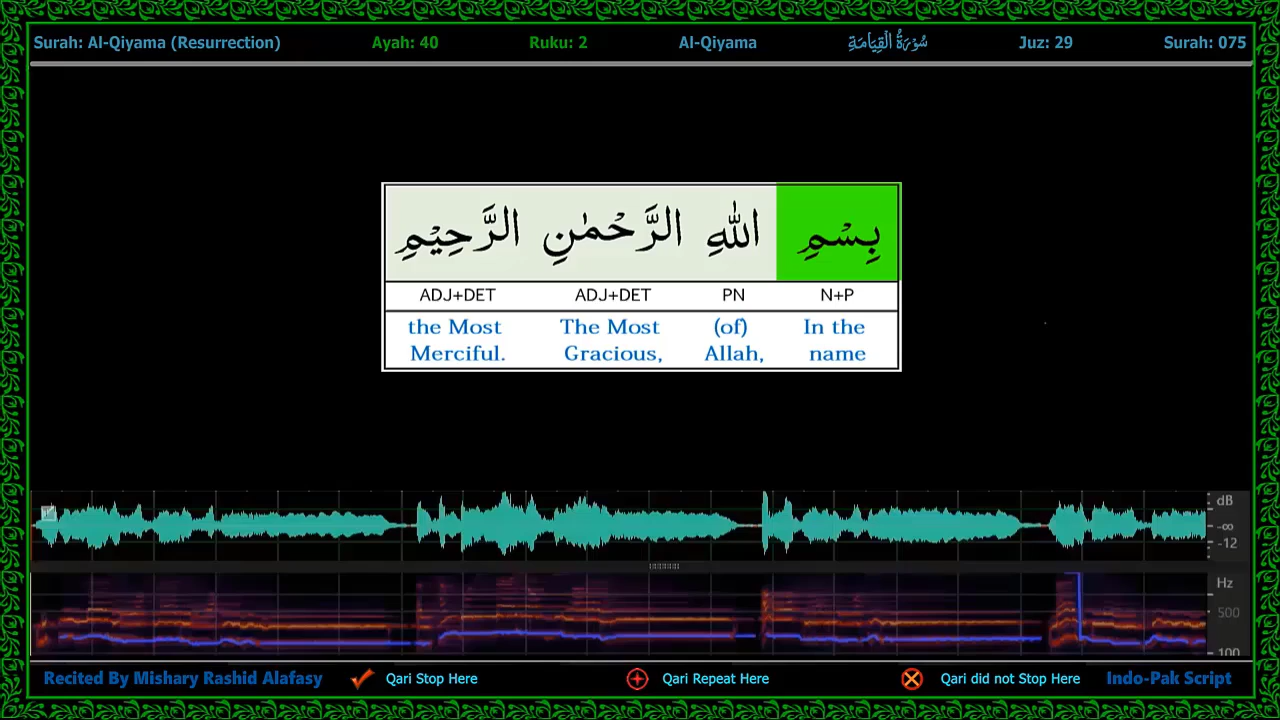 Surah: Al-Qiyama (Resurrection) Ayah: 40 Ruku: 2 Al-Qiyama سُوْرَةُ الْقِيَامَةِ Juz: 29 Surah: 075
بِسْمِ اللّٰهِ الرَّحْمٰنِ الرَّحِيْمِ
ADJ+DET ADJ+DET PN N+P
the Most The Most (of) In the
Merciful. Gracious, Allah, name
dB
-∞
-12
Hz
500
100
Recited By Mishary Rashid Alafasy Qari Stop Here Qari Repeat Here Qari did not Stop Here Indo-Pak Script